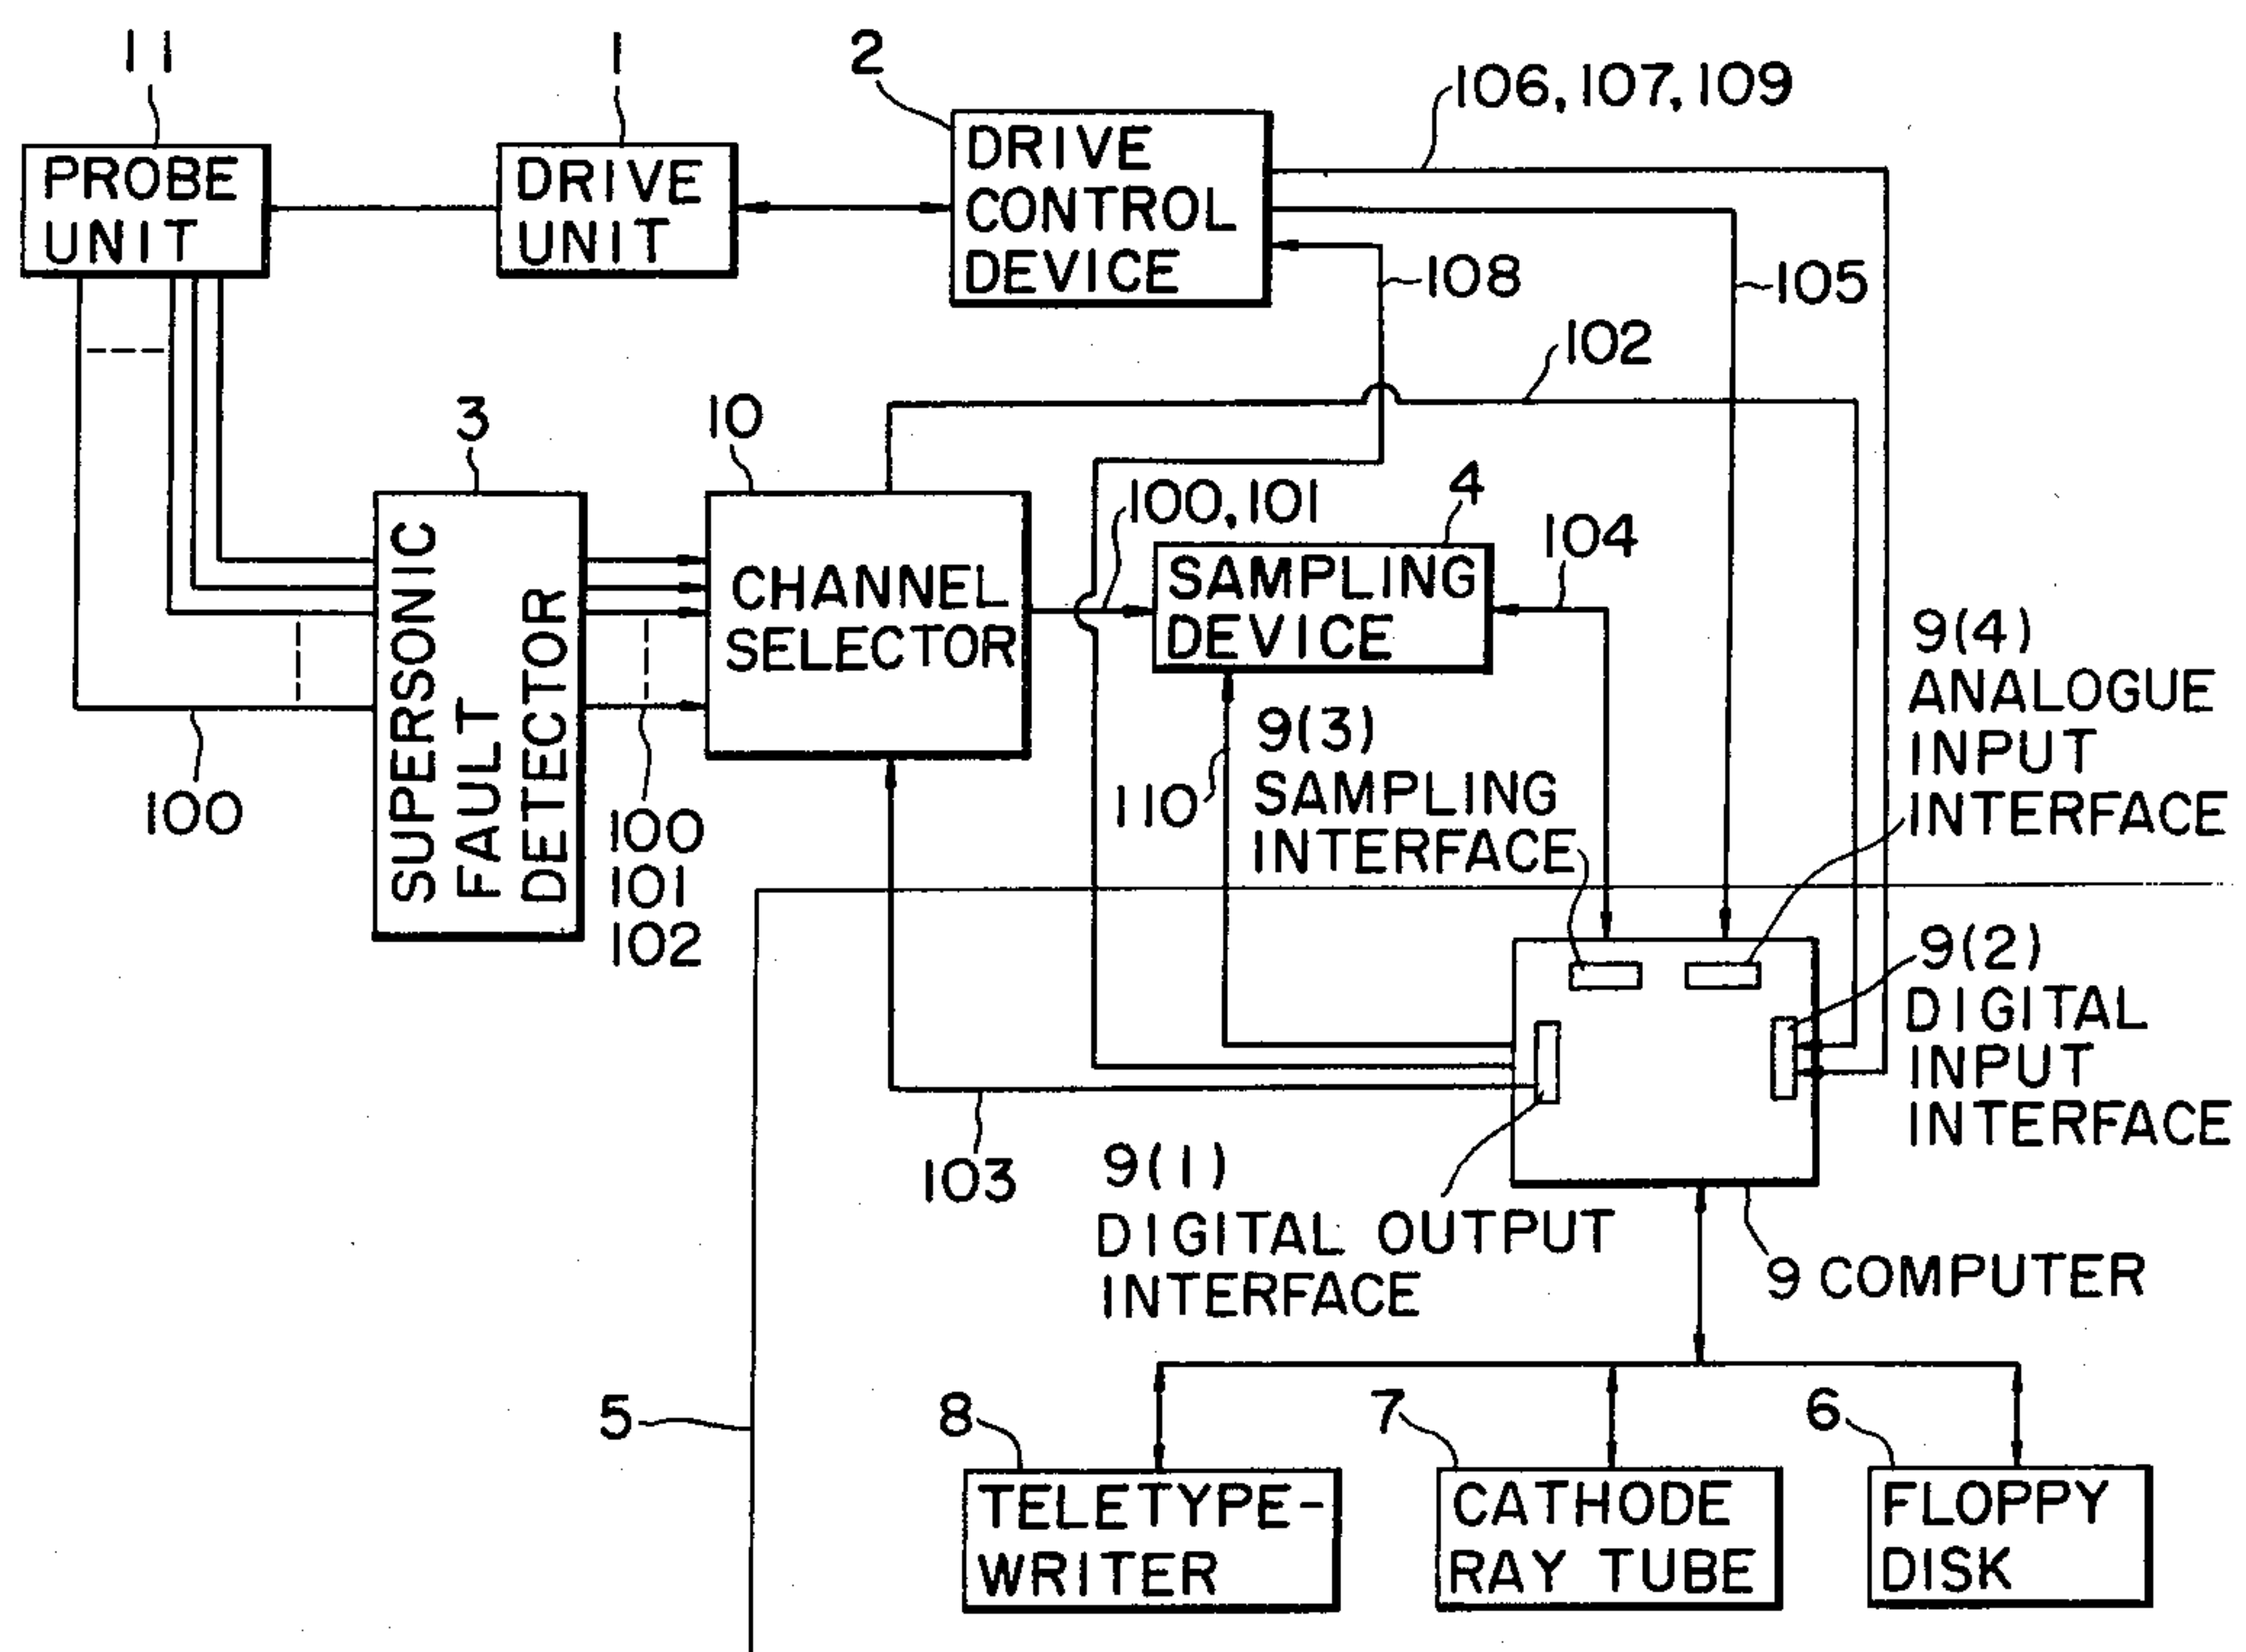 11
1
2
106, 107, 109
PROBE
UNIT
DRIVE
UNIT
DRIVE
CONTROL
DEVICE
108
105
102
3
10
100, 101
4
104
SUPERSONIC
FAULT
DETECTOR
CHANNEL
SELECTOR
SAMPLING
DEVICE
9(4)
ANALOGUE
INPUT
INTERFACE
100
100
101
102
110
9(3)
SAMPLING
INTERFACE
9(2)
DIGITAL
INPUT
INTERFACE
103
9(1)
DIGITAL OUTPUT
INTERFACE
9 COMPUTER
5
8
7
6
TELETYPE-
WRITER
CATHODE
RAY TUBE
FLOPPY
DISK